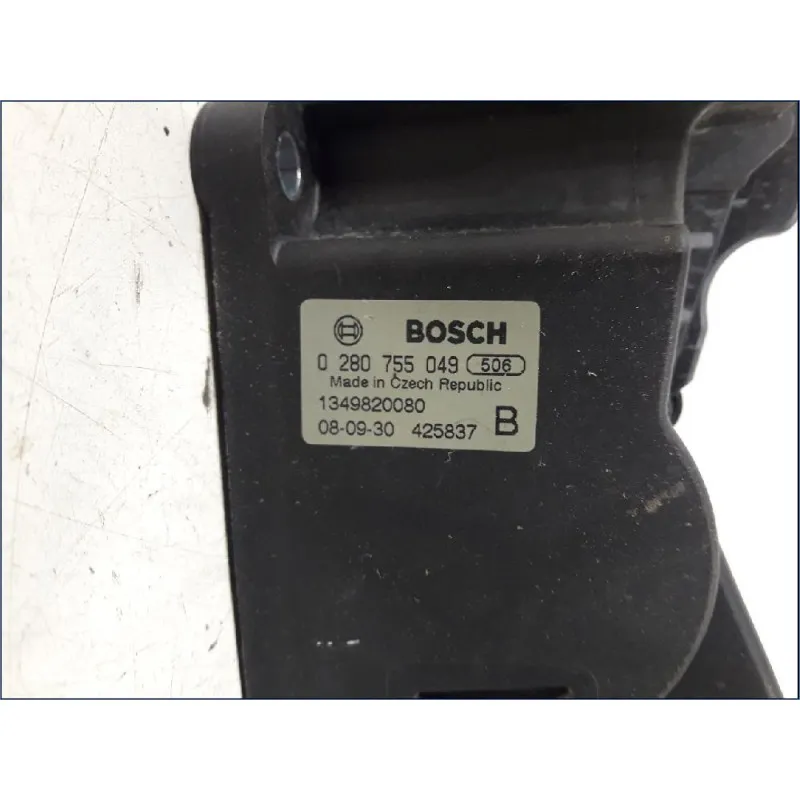 BOSCH
0 280 755 049 506
Made in Czech Republic
1349820080
08-09-30 425837 B